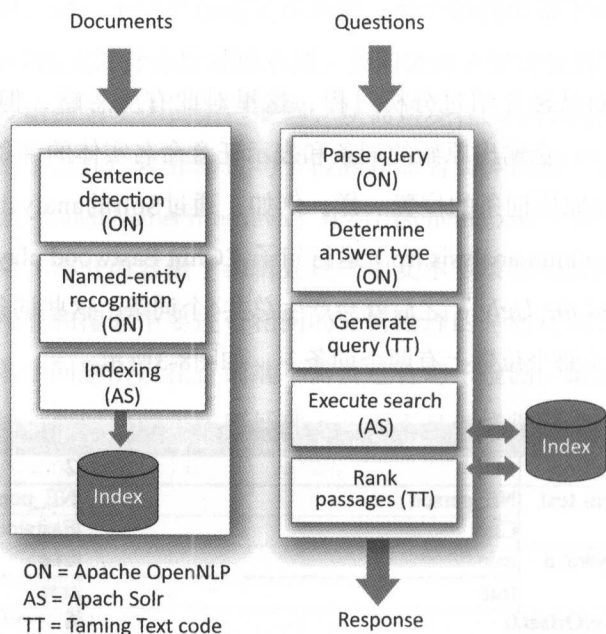 Documents
Sentence
detection
(ON)
Named-entity
recognition
(ON)
Indexing
(AS)
Index
ON = Apache OpenNLP
AS = Apach Solr
TT = Taming Text code
Questions
Parse query
(ON)
Determine
answer type
(ON)
Generate
query (TT)
Execute search
(AS)
Rank
passages (TT)
Index
Response